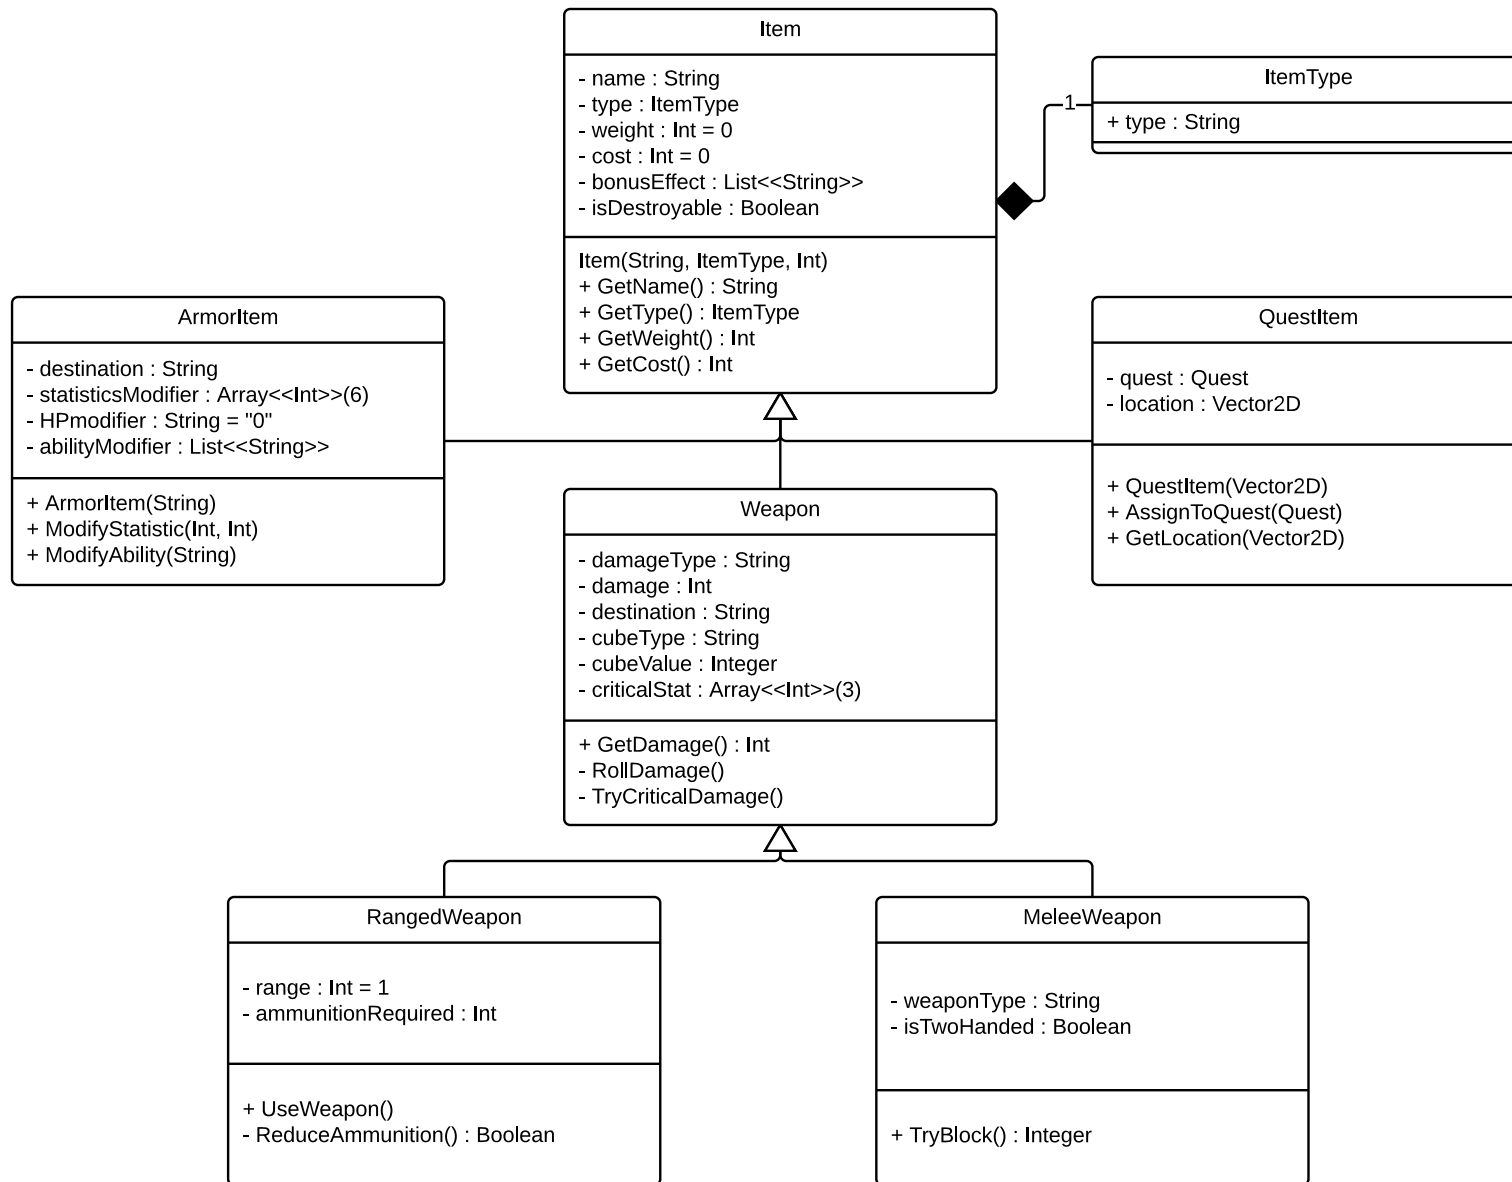 Item
- name : String
- type : ItemType
- weight : Int = 0
- cost : Int = 0
- bonusEffect : List<<String>>
- isDestroyable : Boolean
Item(String, ItemType, Int)
+ GetName() : String
+ GetType() : ItemType
+ GetWeight() : Int
+ GetCost() : Int
1
ItemType
+ type : String
ArmorItem
- destination : String
- statisticsModifier : Array<<Int>>(6)
- HPmodifier : String = "0"
- abilityModifier : List<<String>>
+ ArmorItem(String)
+ ModifyStatistic(Int, Int)
+ ModifyAbility(String)
QuestItem
- quest : Quest
- location : Vector2D
+ QuestItem(Vector2D)
+ AssignToQuest(Quest)
+ GetLocation(Vector2D)
Weapon
- damageType : String
- damage : Int
- destination : String
- cubeType : String
- cubeValue : Integer
- criticalStat : Array<<Int>>(3)
+ GetDamage() : Int
- RollDamage()
- TryCriticalDamage()
RangedWeapon
- range : Int = 1
- ammunitionRequired : Int
+ UseWeapon()
- ReduceAmmunition() : Boolean
MeleeWeapon
- weaponType : String
- isTwoHanded : Boolean
+ TryBlock() : Integer